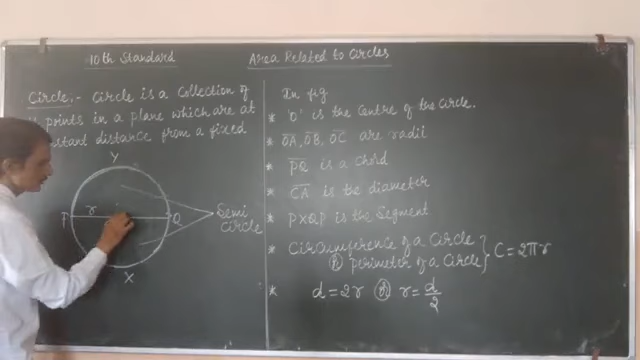 10th Standard
Area Related to Circles
Circle :- Circle is a Collection of
points in a plane which are at
constant distance from a fixed
Y
P
r
Q
X
Semi
Circle
In fig
* 'O' is the Centre of the Circle.
* OA, OB, OC are radii
* PQ is a Chord
* CA is the diameter
* PXQP is the Segment
* Circumference of a Circle
perimeter of a Circle } C = 2πr
* d = 2r r = d/2